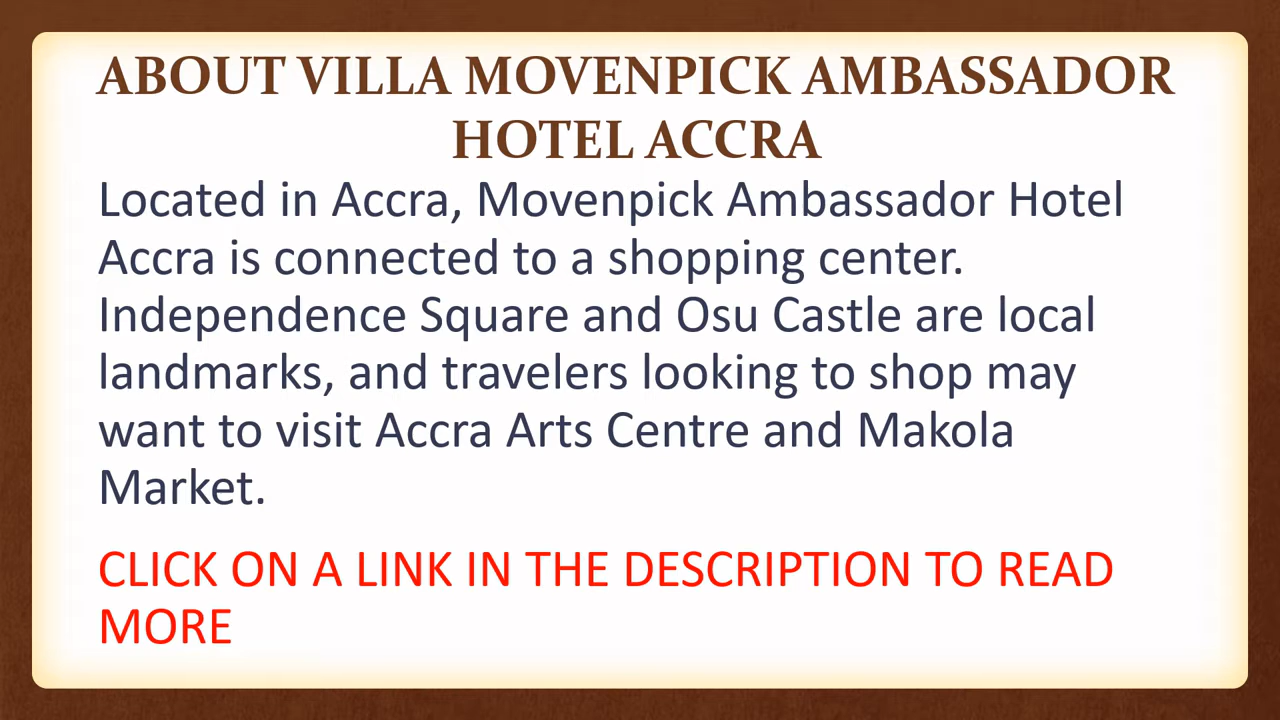 ABOUT VILLA MOVENPICK AMBASSADOR
HOTEL ACCRA
Located in Accra, Movenpick Ambassador Hotel
Accra is connected to a shopping center.
Independence Square and Osu Castle are local
landmarks, and travelers looking to shop may
want to visit Accra Arts Centre and Makola
Market.
CLICK ON A LINK IN THE DESCRIPTION TO READ
MORE